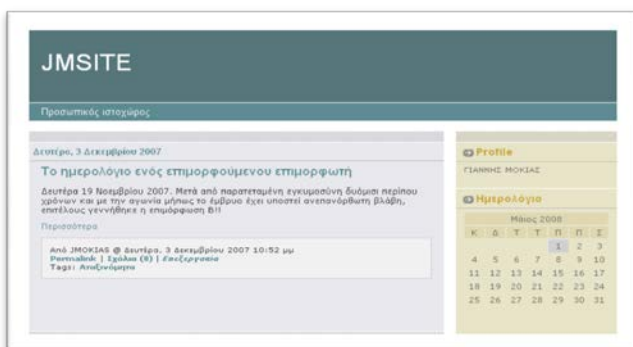 JMSITE
Προσωπικός ιστοχώρος
Δευτέρα, 3 Δεκεμβρίου 2007
Το ημερολόγιο ενός επιμορφούμενου επιμορφωτή
Δευτέρα 19 Νοεμβρίου 2007. Μετά από παρατεταμένη εγκυμοσύνη δυόμισι περίπου
χρόνων και με την αγωνία μήπως το έμβρυο έχει υποστεί ανεπανόρθωτη βλάβη,
επιτέλους γεννήθηκε η επιμόρφωση Β!!
Περισσότερα
Από JMOKIAS @ Δευτέρα, 3 Δεκεμβρίου 2007 10:52 μμ
Permalink | Σχόλια (0) | Επεξεργασία
Tags: Αταξινόμητα
Profile
ΓΙΑΝΝΗΣ ΜΟΚΙΑΣ
Ημερολόγιο
Μάιος 2008
Κ Δ Τ Τ Π Π Σ
1 2 3
4 5 6 7 8 9 10
11 12 13 14 15 16 17
18 19 20 21 22 23 24
25 26 27 28 29 30 31